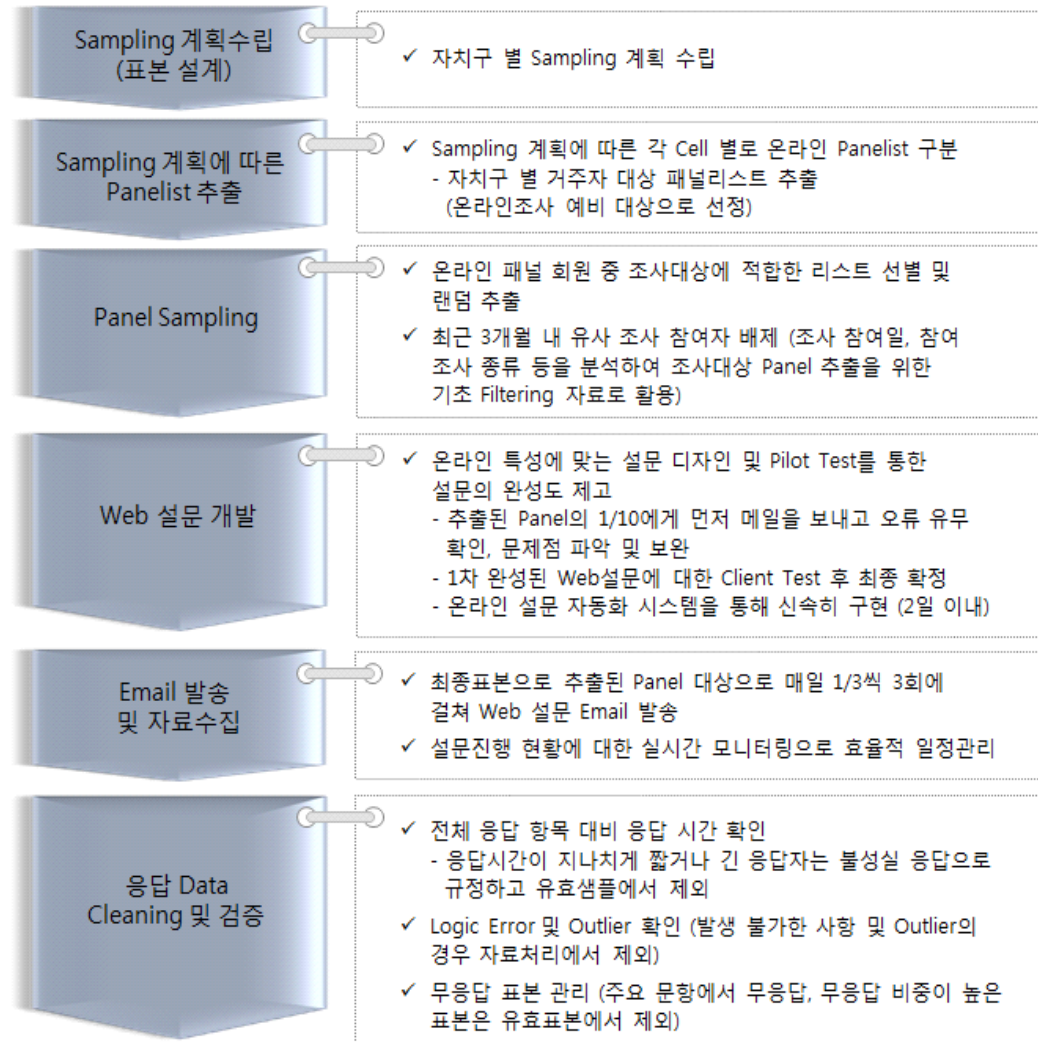 Sampling 계획수립
(표본 설계)
✓ 자치구 별 Sampling 계획 수립
Sampling 계획에 따른
Panelist 추출
✓ Sampling 계획에 따른 각 Cell 별로 온라인 Panelist 구분
- 자치구 별 거주자 대상 패널리스트 추출
(온라인조사 예비 대상으로 선정)
Panel Sampling
✓ 온라인 패널 회원 중 조사대상에 적합한 리스트 선별 및
랜덤 추출
✓ 최근 3개월 내 유사 조사 참여자 배제 (조사 참여일, 참여
조사 종류 등을 분석하여 조사대상 Panel 추출을 위한
기초 Filtering 자료로 활용)
Web 설문 개발
✓ 온라인 특성에 맞는 설문 디자인 및 Pilot Test를 통한
설문의 완성도 제고
- 추출된 Panel의 1/10에게 먼저 메일을 보내고 오류 유무
확인, 문제점 파악 및 보완
- 1차 완성된 Web설문에 대한 Client Test 후 최종 확정
- 온라인 설문 자동화 시스템을 통해 신속히 구현 (2일 이내)
Email 발송
및 자료수집
✓ 최종표본으로 추출된 Panel 대상으로 매일 1/3씩 3회에
걸쳐 Web 설문 Email 발송
✓ 설문진행 현황에 대한 실시간 모니터링으로 효율적 일정관리
응답 Data
Cleaning 및 검증
✓ 전체 응답 항목 대비 응답 시간 확인
- 응답시간이 지나치게 짧거나 긴 응답자는 불성실 응답으로
규정하고 유효샘플에서 제외
✓ Logic Error 및 Outlier 확인 (발생 불가한 사항 및 Outlier의
경우 자료처리에서 제외)
✓ 무응답 표본 관리 (주요 문항에서 무응답, 무응답 비중이 높은
표본은 유효표본에서 제외)